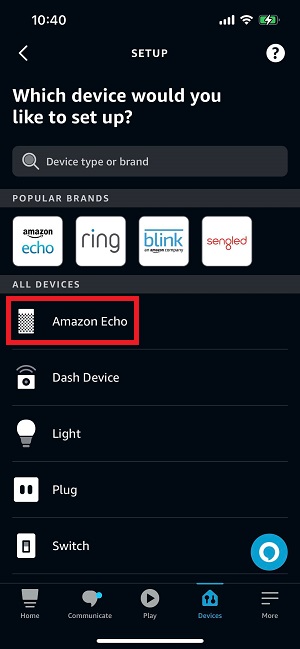 10:40
SETUP
?
Which device would you
like to set up?
Device type or brand
POPULAR BRANDS
amazon
echo
ring
blink
an amazon company
sengled
ALL DEVICES
Amazon Echo
Dash Device
Light
Plug
Switch
Home
Communicate
Play
Devices
More